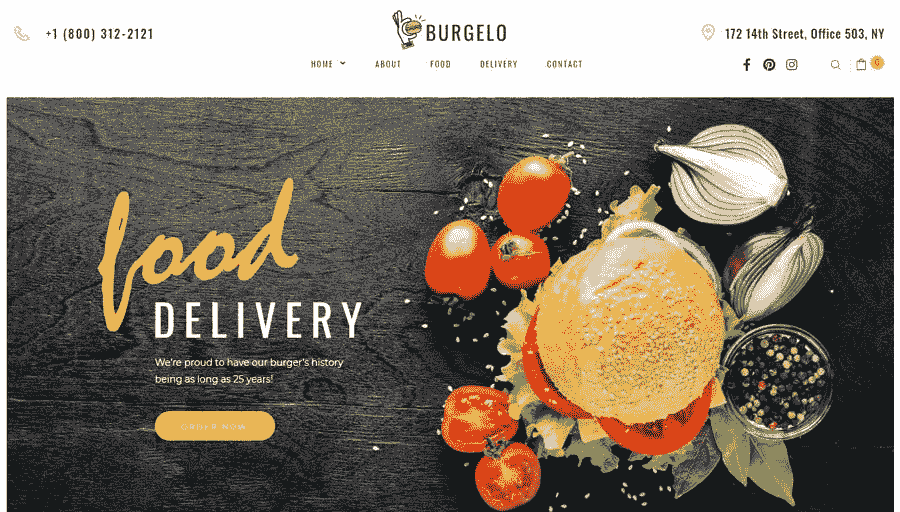 +1 (800) 312-2121
BURGELO
172 14th Street, Office 503, NY
HOME ABOUT FOOD DELIVERY CONTACT
food
DELIVERY
We're proud to have our burger's history
being as long as 25 years!
ORDER NOW